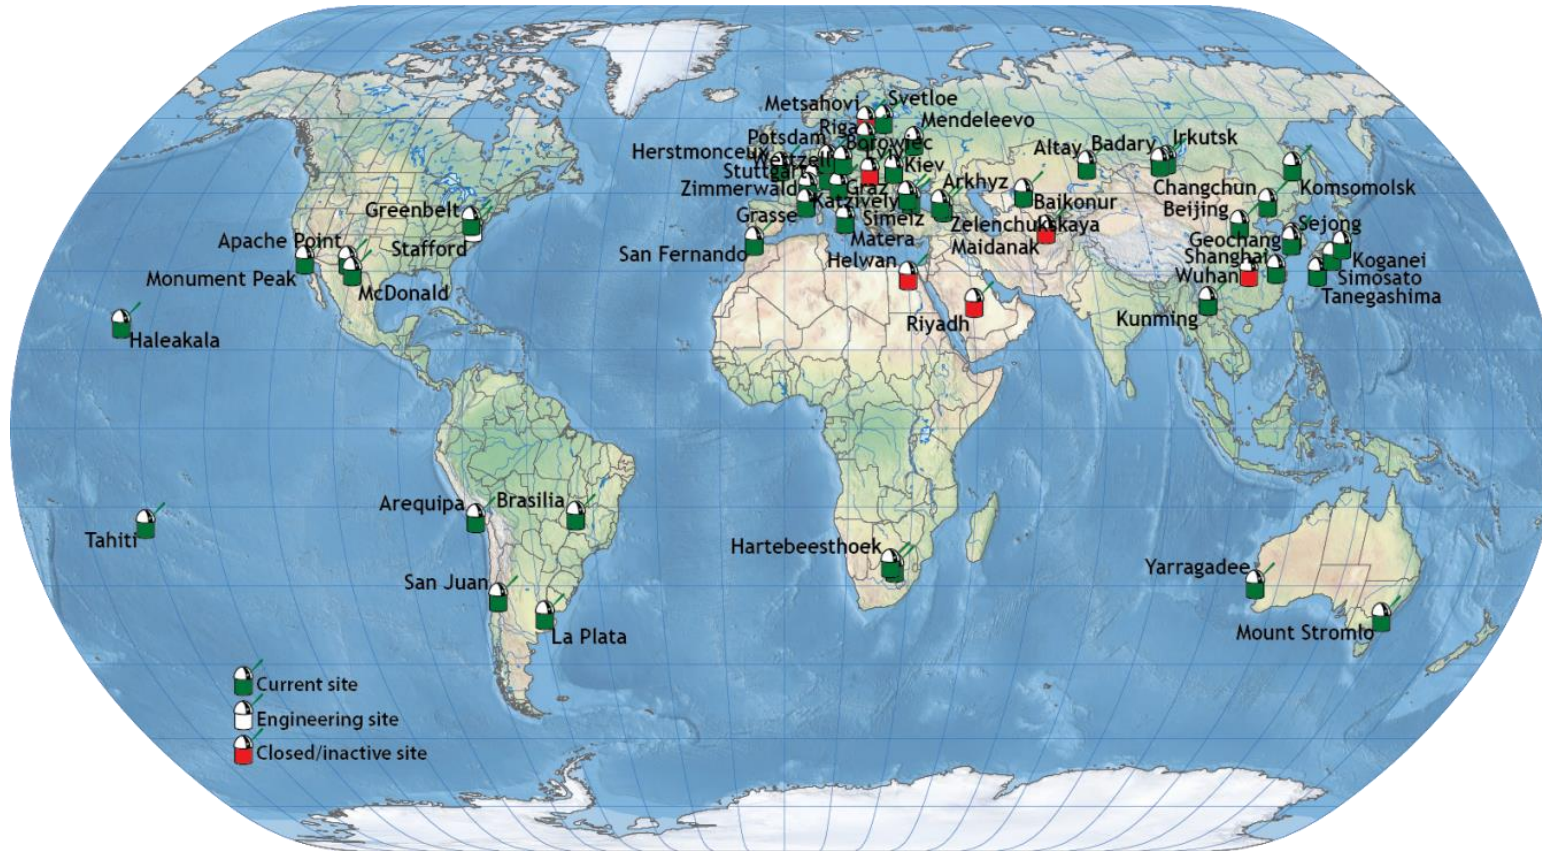 Metsahovi
Svetloe
Riga
Mendeleevo
Potsdam
Borowiec
Herstmonceux
Wettzell
Lviv
Kiev
Stuttgart
Zimmerwald
Graz
Katzively
Grasse
Simeiz
Arkhyz
Zelenchukskaya
San Fernando
Matera
Maidanak
Helwan
Riyadh
Altay
Badary
Irkutsk
Baikonur
Changchun
Komsomolsk
Beijing
Sejong
Geochang
Shanghai
Koganei
Wuhan
Simosato
Tanegashima
Kunming
Greenbelt
Apache Point
Stafford
Monument Peak
McDonald
Haleakala
Tahiti
Arequipa
Brasilia
San Juan
La Plata
Hartebeesthoek
Yarragadee
Mount Stromlo
Current site
Engineering site
Closed/inactive site